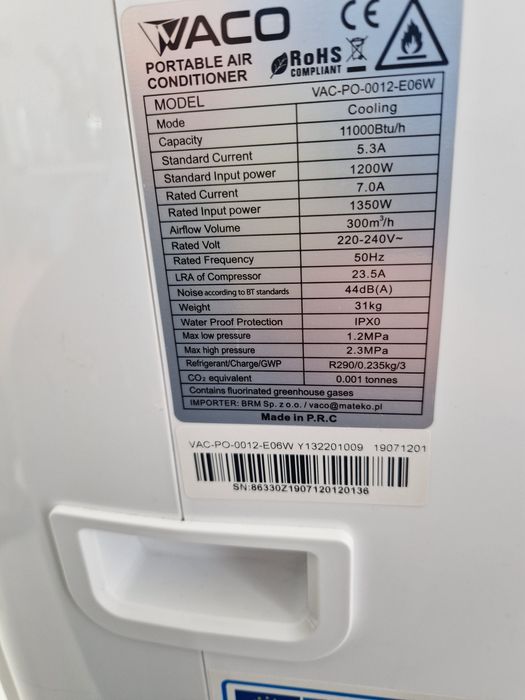 VACO
CE
PORTABLE AIR
CONDITIONER
RoHS
COMPLIANT
MODEL VAC-PO-0012-E06W
Mode Cooling
Capacity 11000Btu/h
Standard Current 5.3A
Standard Input power 1200W
Rated Current 7.0A
Rated Input power 1350W
Airflow Volume 300m³/h
Rated Volt 220-240V~
Rated Frequency 50Hz
LRA of Compressor 23.5A
Noise according to BT standards 44dB(A)
Weight 31kg
Water Proof Protection IPX0
Max low pressure 1.2MPa
Max high pressure 2.3MPa
Refrigerant/Charge/GWP R290/0.235kg/3
CO₂ equivalent 0.001 tonnes
Contains fluorinated greenhouse gases
IMPORTER: BRM Sp. z o.o. / vaco@mateko.pl
Made in P.R.C
VAC-PO-0012-E06W Y132201009 19071201
SN:86330Z1907120120136